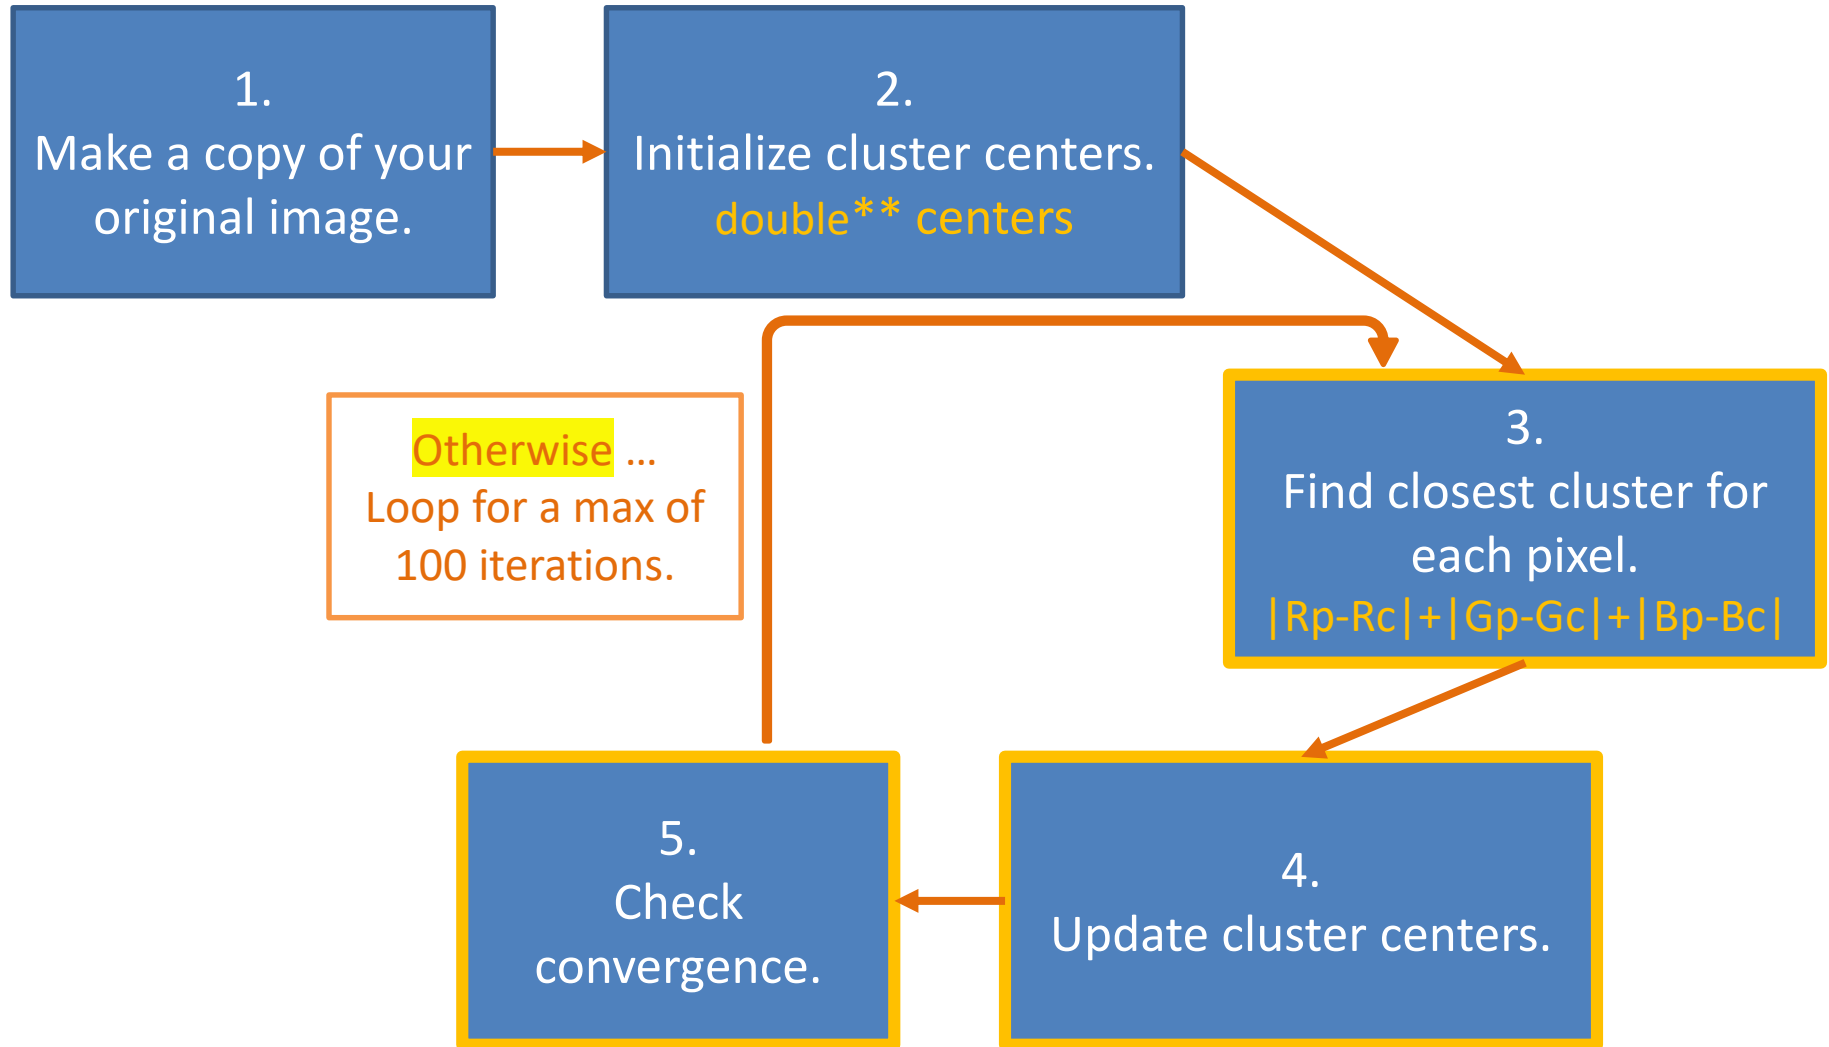 1.
Make a copy of your
original image.
2.
Initialize cluster centers.
double** centers
Otherwise ...
Loop for a max of
100 iterations.
3.
Find closest cluster for
each pixel.
|Rp-Rc|+|Gp-Gc|+|Bp-Bc|
4.
Update cluster centers.
5.
Check
convergence.